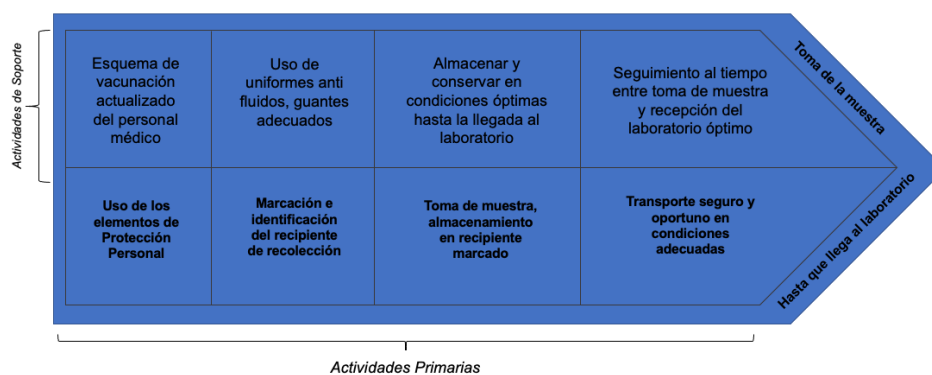 Actividades de Soporte
Esquema de
vacunación
actualizado
del personal
médico
Uso de
uniformes anti
fluidos, guantes
adecuados
Almacenar y
conservar en
condiciones óptimas
hasta la llegada al
laboratorio
Seguimiento al tiempo
entre toma de muestra
y recepción del
laboratorio óptimo
Toma de la muestra
Uso de los
elementos de
Protección
Personal
Marcación e
identificación
del recipiente
de recolección
Toma de muestra,
almacenamiento
en recipiente
marcado
Transporte seguro y
oportuno en
condiciones
adecuadas
Hasta que llega al laboratorio
Actividades Primarias